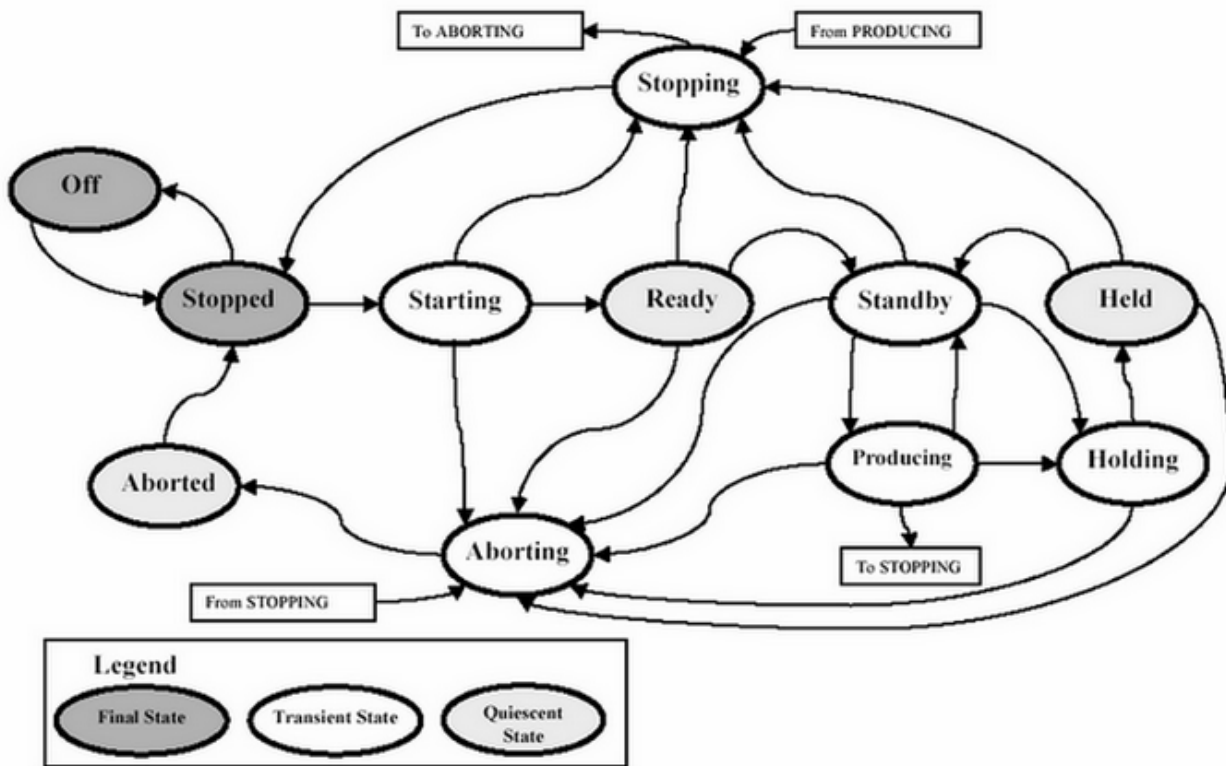 To ABORTING
From PRODUCING
Stopping
Off
Stopped
Starting
Ready
Standby
Held
Aborted
Producing
Holding
Aborting
To STOPPING
From STOPPING
Legend
Final State
Transient State
Quiescent
State